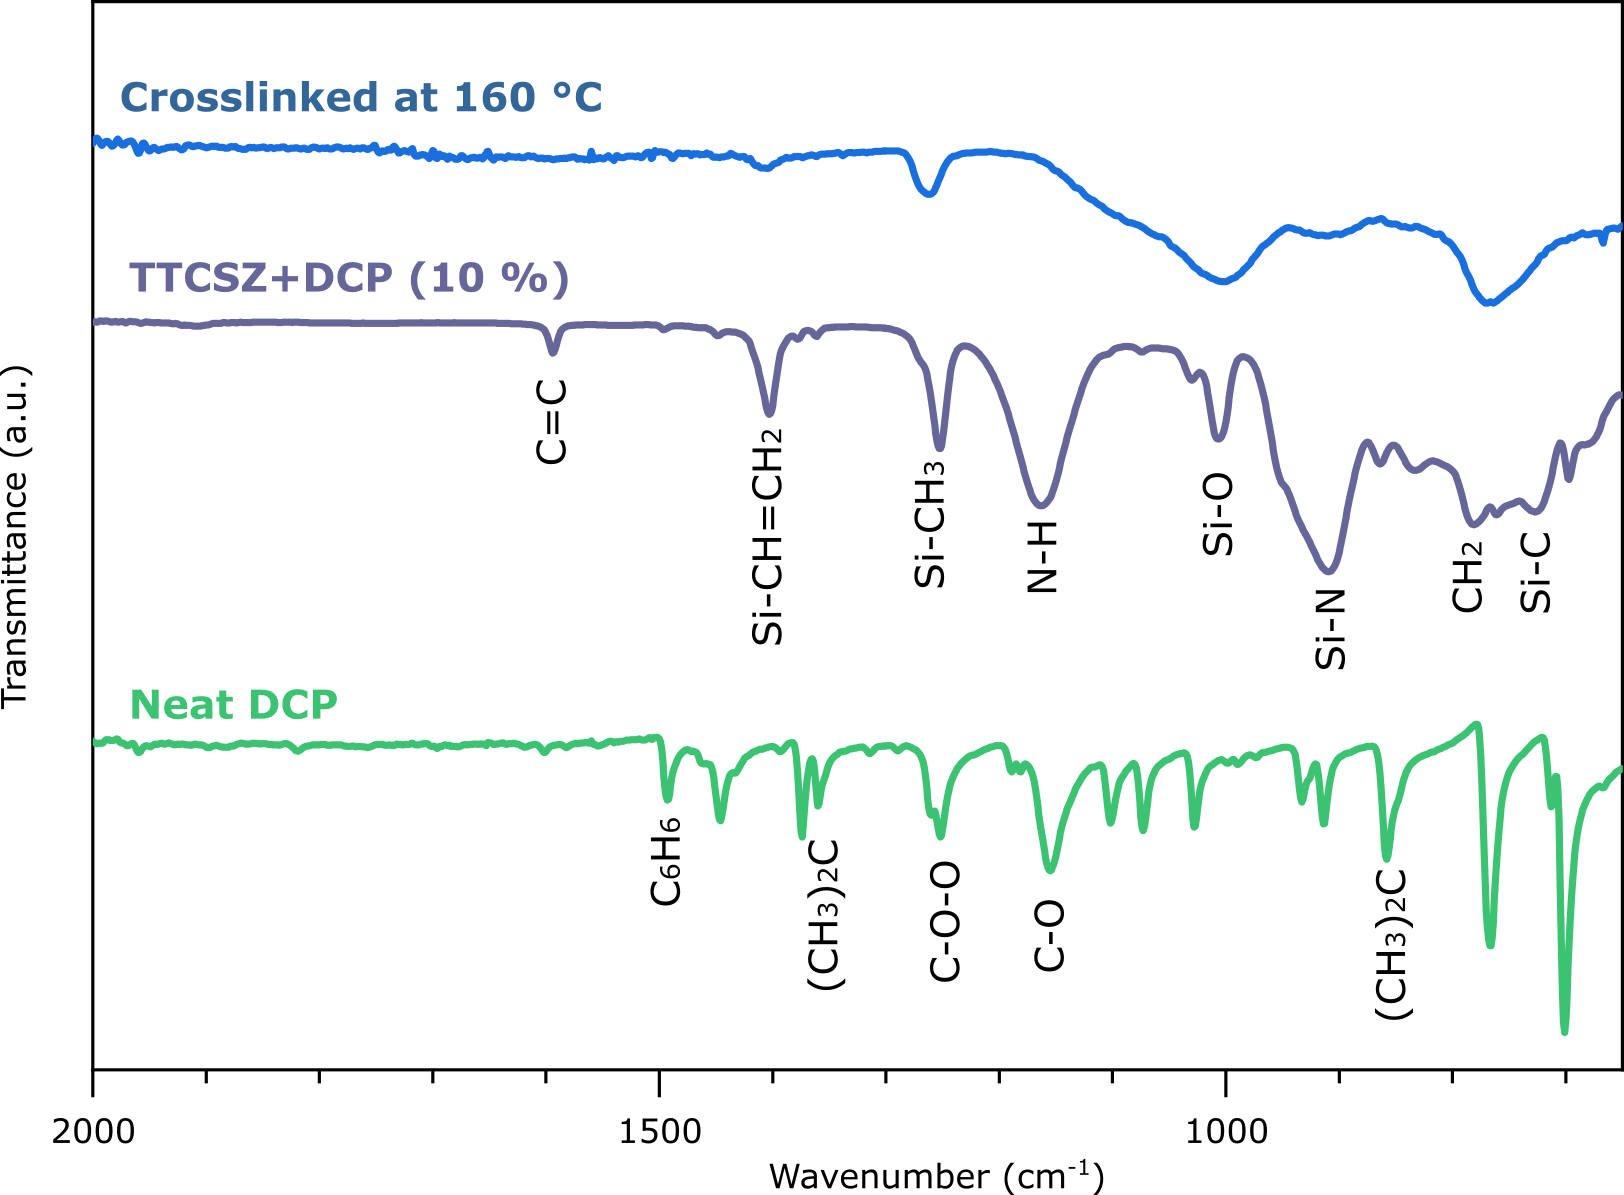 Crosslinked at 160 °C
TTCSZ+DCP (10 %)
C=C
Si-CH=CH2
Si-CH3
N-H
Si-O
Si-N
CH2
Si-C
Neat DCP
C6H6
(CH3)2C
C-O-O
C-O
(CH3)2C
Transmittance (a.u.)
2000
1500
1000
Wavenumber (cm-1)